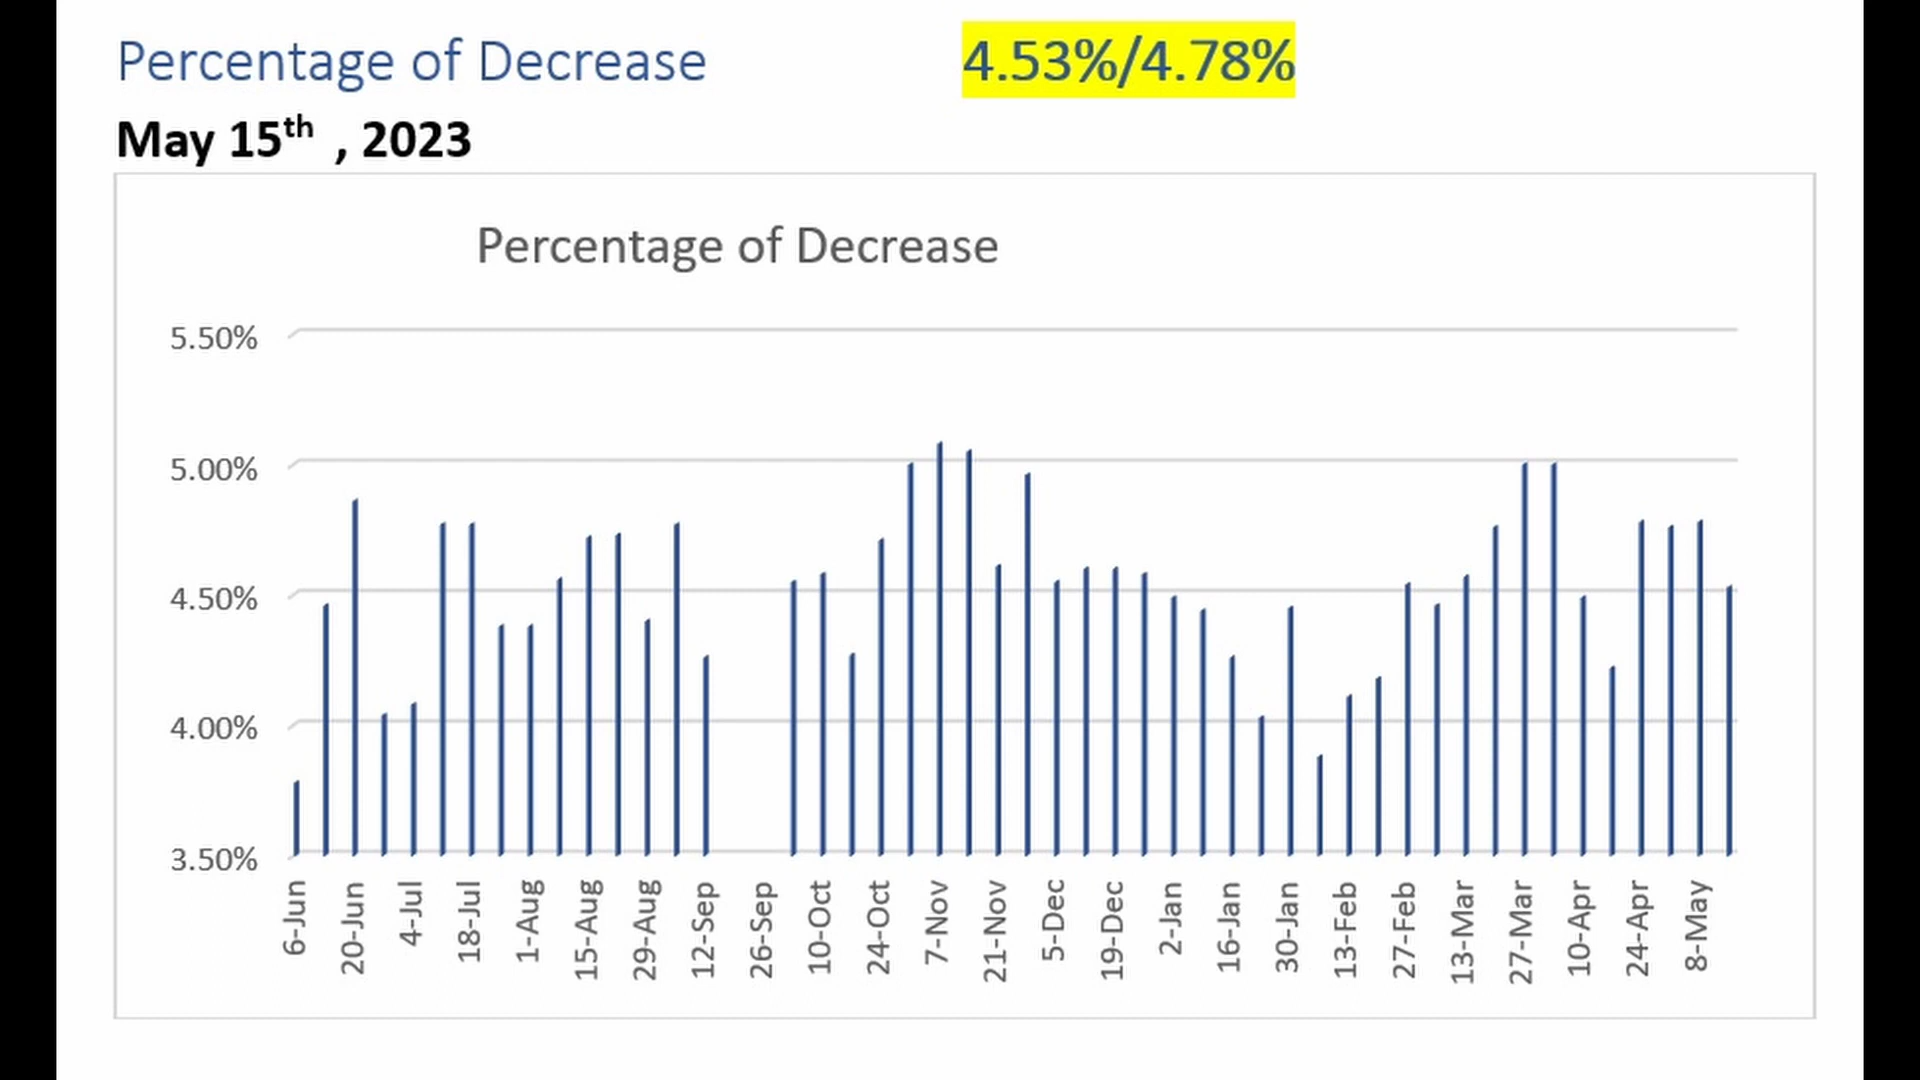 Percentage of Decrease 4.53%/4.78%
May 15th , 2023
Percentage of Decrease
5.50%
5.00%
4.50%
4.00%
3.50%
6-Jun 20-Jun 4-Jul 18-Jul 1-Aug 15-Aug 29-Aug 12-Sep 26-Sep 10-Oct 24-Oct 7-Nov 21-Nov 5-Dec 19-Dec 2-Jan 16-Jan 30-Jan 13-Feb 27-Feb 13-Mar 27-Mar 10-Apr 24-Apr 8-May